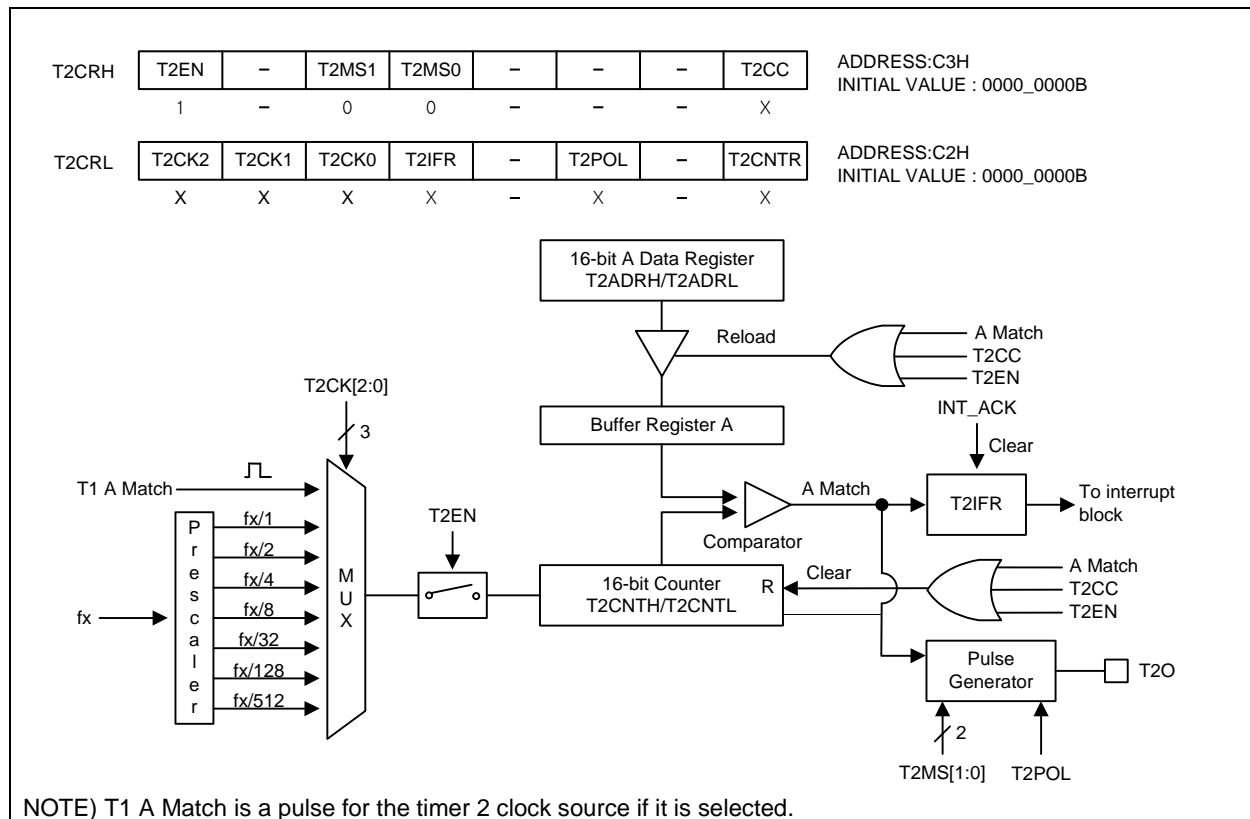 T2CRH T2EN – T2MS1 T2MS0 – – – T2CC ADDRESS:C3H
INITIAL VALUE : 0000_0000B
1 – 0 0 – – – X
T2CRL T2CK2 T2CK1 T2CK0 T2IFR – T2POL – T2CNTR ADDRESS:C2H
INITIAL VALUE : 0000_0000B
X X X X – X – X
16-bit A Data Register
T2ADRH/T2ADRL
Reload
A Match
T2CC
T2EN
T2CK[2:0]
3
Buffer Register A
INT_ACK
Clear
T1 A Match
A Match
T2IFR
To interrupt
block
Comparator
Prescaler
fx/1
fx/2
fx/4
fx/8
fx/32
fx/128
fx/512
fx
MUX
T2EN
16-bit Counter
T2CNTH/T2CNTL
R
Clear
A Match
T2CC
T2EN
Pulse
Generator
T2O
2
T2MS[1:0]
T2POL
NOTE) T1 A Match is a pulse for the timer 2 clock source if it is selected.